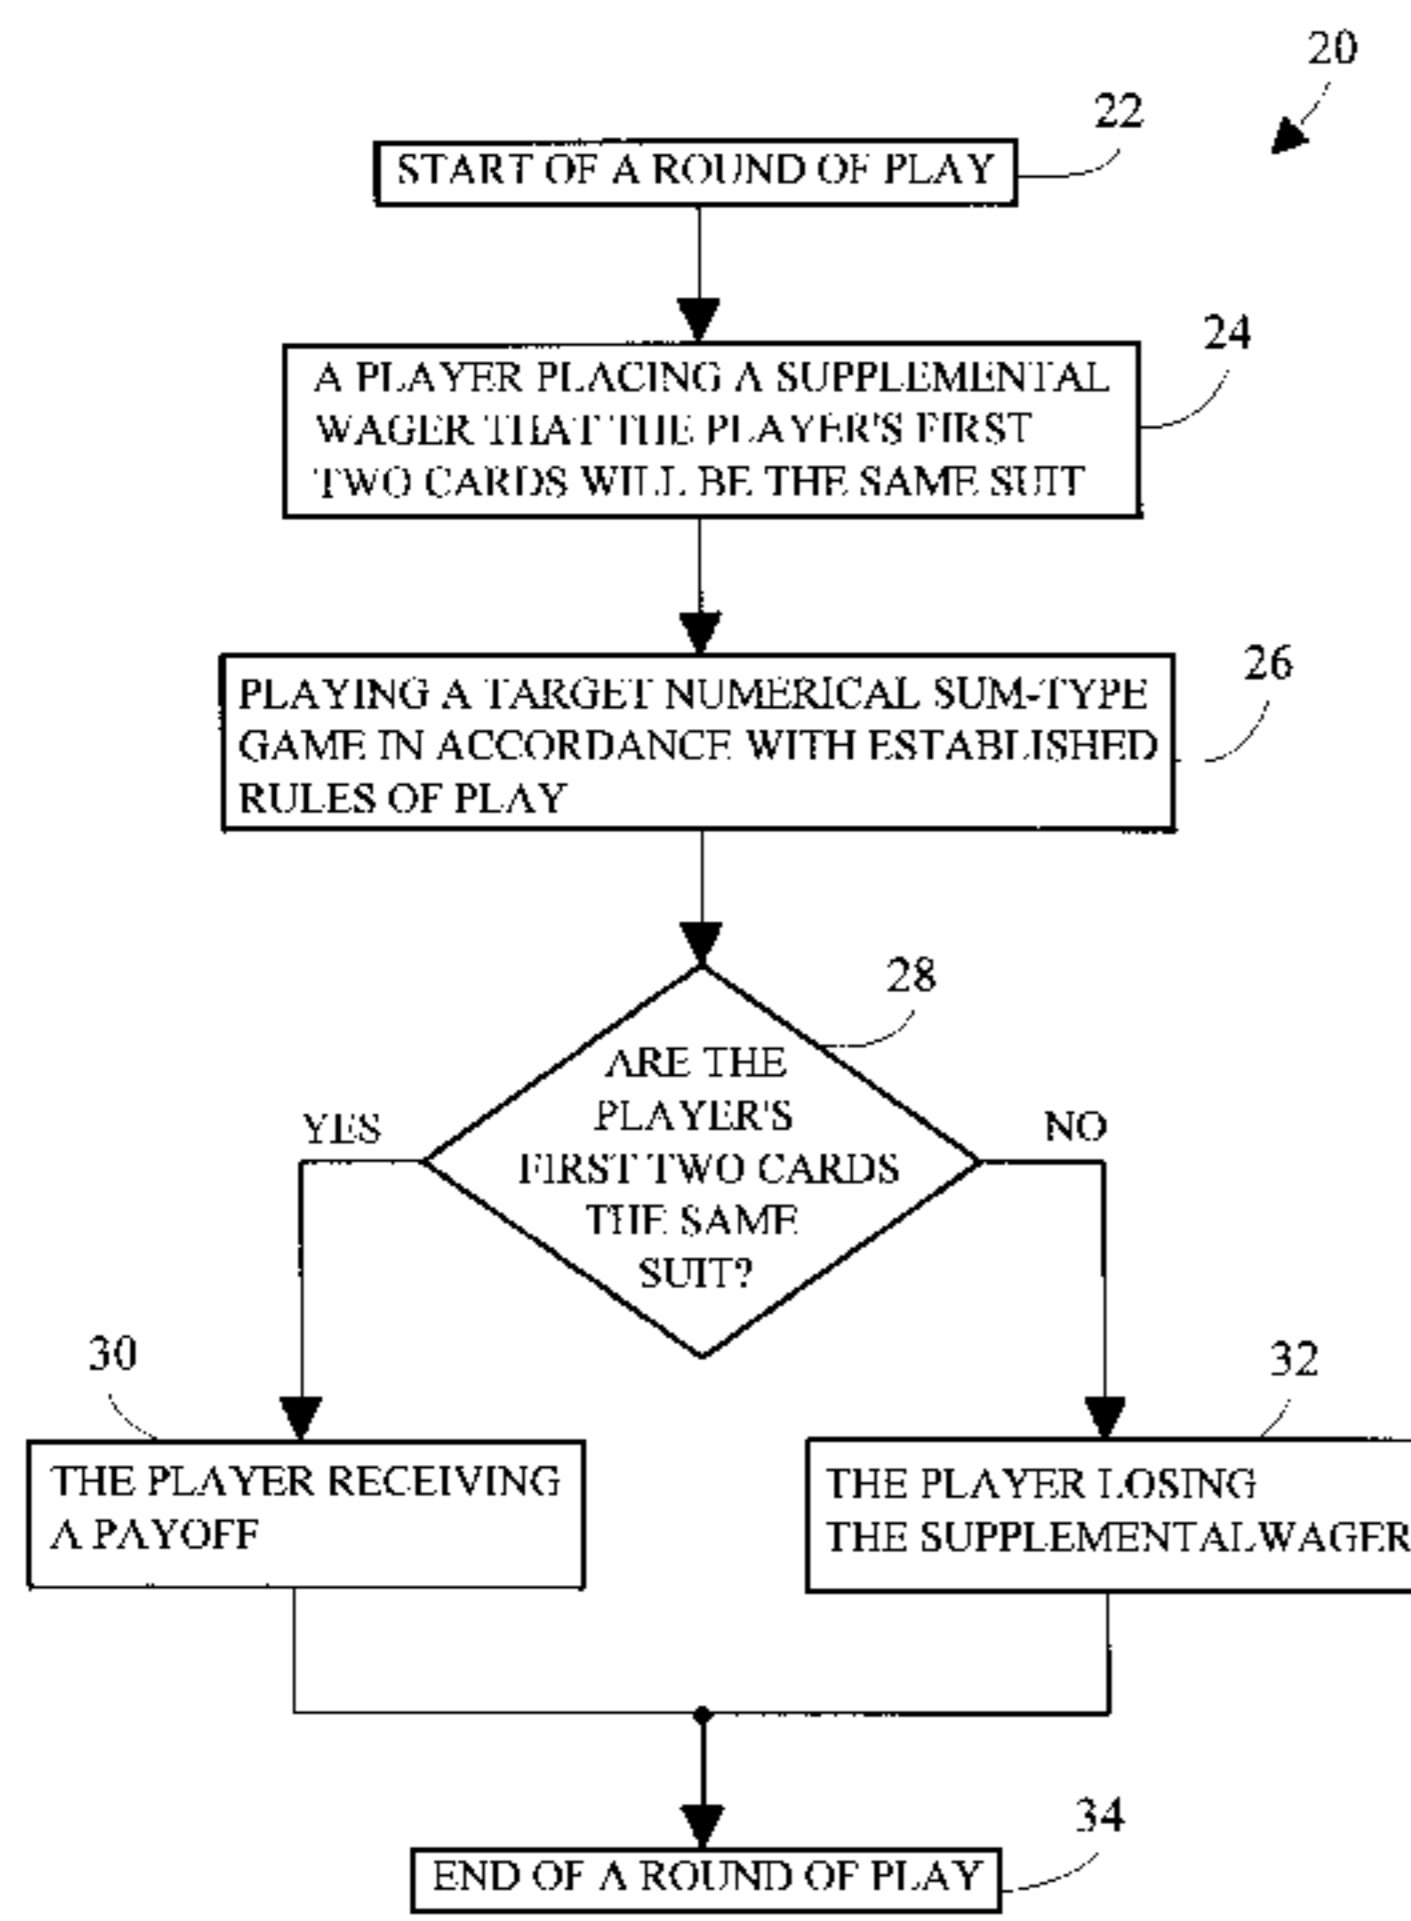 20
22
START OF A ROUND OF PLAY
24
A PLAYER PLACING A SUPPLEMENTAL
WAGER THAT THE PLAYER'S FIRST
TWO CARDS WILL BE THE SAME SUIT
26
PLAYING A TARGET NUMERICAL SUM-TYPE
GAME IN ACCORDANCE WITH ESTABLISHED
RULES OF PLAY
28
ARE THE
PLAYER'S
FIRST TWO CARDS
THE SAME
SUIT?
YES
NO
30
THE PLAYER RECEIVING
A PAYOFF
32
THE PLAYER LOSING
THE SUPPLEMENTAL WAGER
34
END OF A ROUND OF PLAY